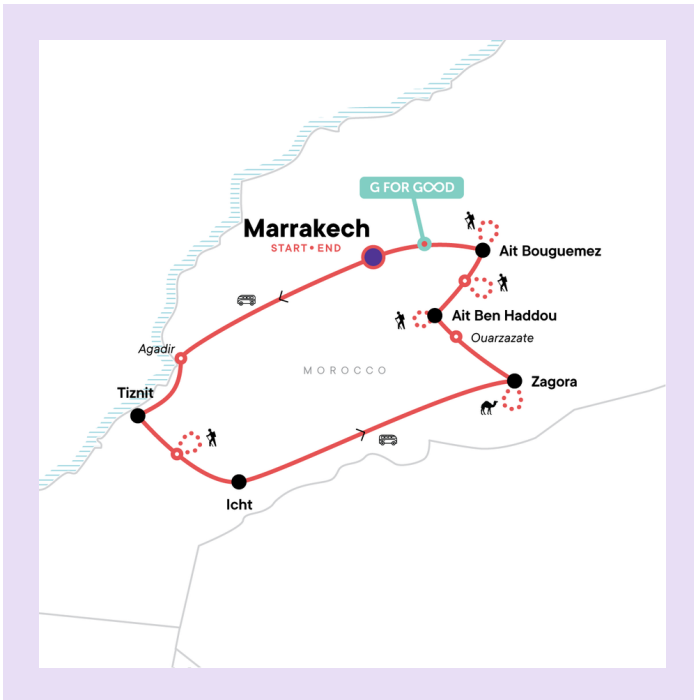 G FOR GOOD
Marrakech
START • END
Ait Bouguemez
Ait Ben Haddou
Ouarzazate
Agadir
MOROCCO
Zagora
Tiznit
Icht